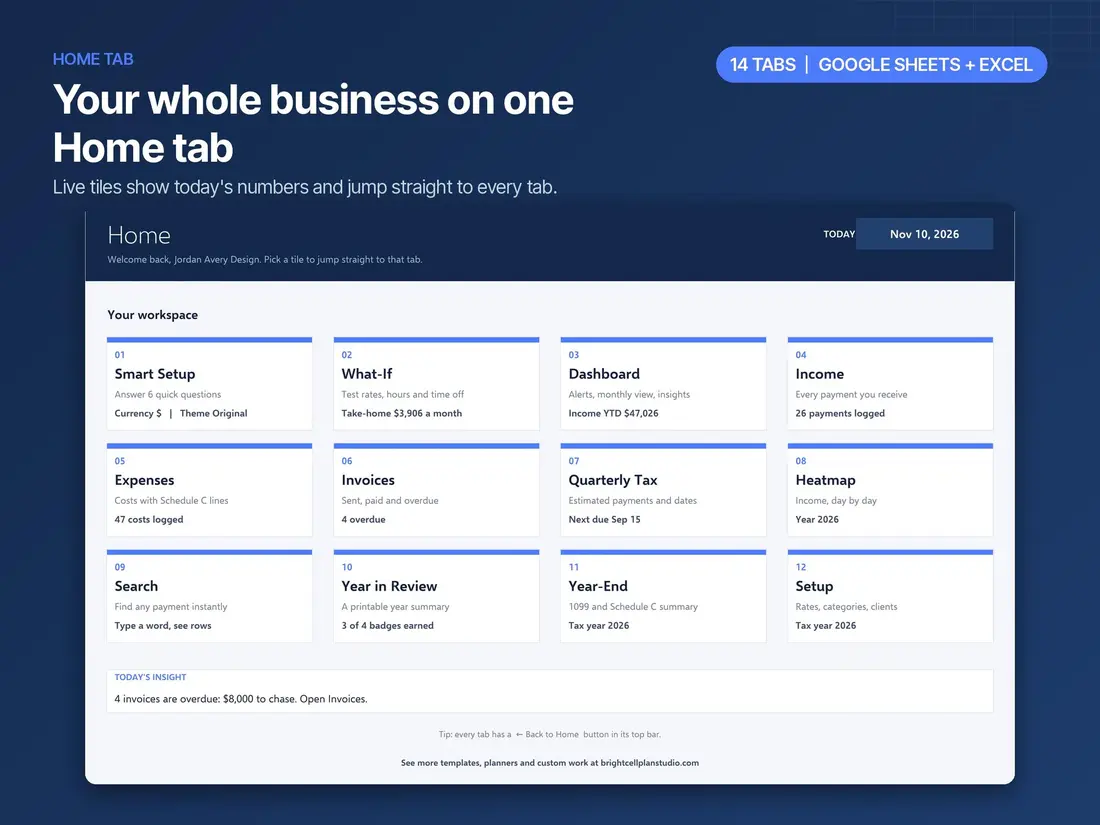 HOME TAB
14 TABS | GOOGLE SHEETS + EXCEL
Your whole business on one
Home tab
Live tiles show today's numbers and jump straight to every tab.
Home
TODAY
Nov 10, 2026
Welcome back, Jordan Avery Design. Pick a tile to jump straight to that tab.
Your workspace
01
Smart Setup
Answer 6 quick questions
Currency $ | Theme Original
02
What-If
Test rates, hours and time off
Take-home $3,906 a month
03
Dashboard
Alerts, monthly view, insights
Income YTD $47,026
04
Income
Every payment you receive
26 payments logged
05
Expenses
Costs with Schedule C lines
47 costs logged
06
Invoices
Sent, paid and overdue
4 overdue
07
Quarterly Tax
Estimated payments and dates
Next due Sep 15
08
Heatmap
Income, day by day
Year 2026
09
Search
Find any payment instantly
Type a word, see rows
10
Year in Review
A printable year summary
3 of 4 badges earned
11
Year-End
1099 and Schedule C summary
Tax year 2026
12
Setup
Rates, categories, clients
Tax year 2026
TODAY'S INSIGHT
4 invoices are overdue: $8,000 to chase. Open Invoices.
Tip: every tab has a ← Back to Home button in its top bar.
See more templates, planners and custom work at brightcellplanstudio.com